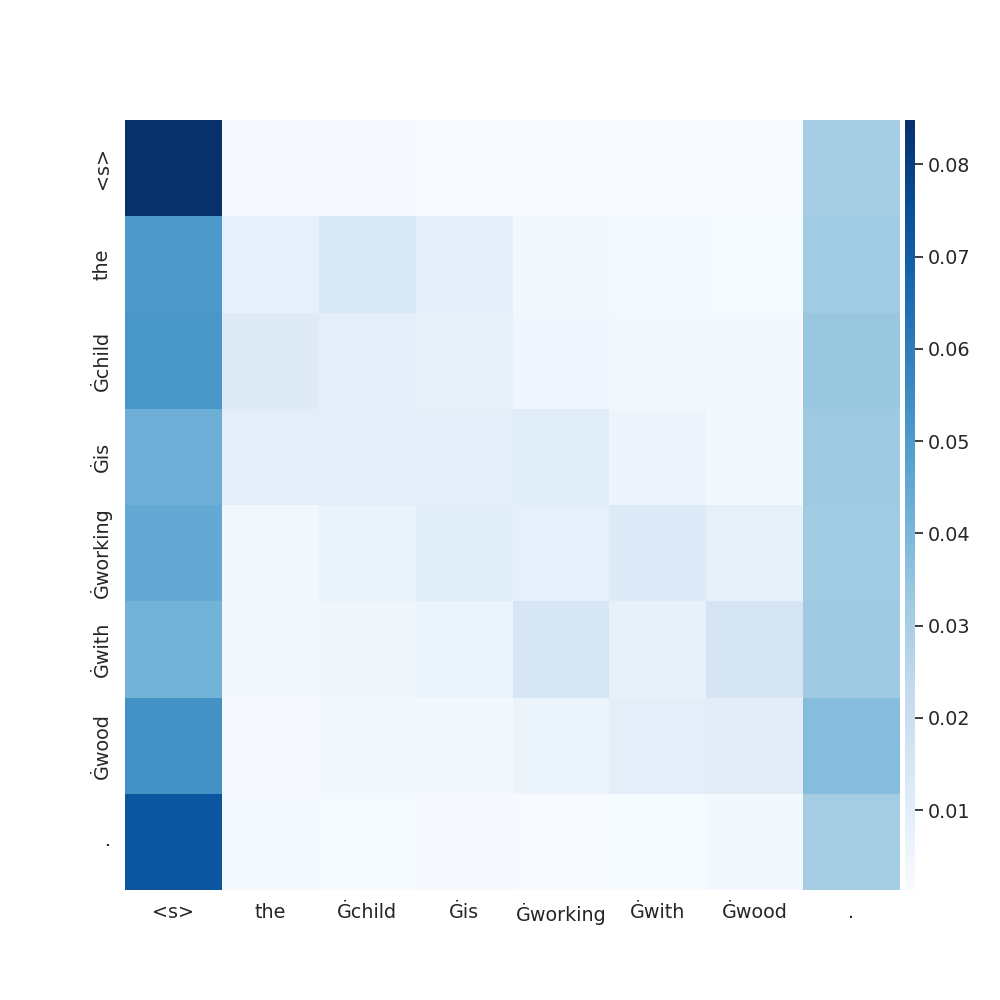 <s>
the
Ġchild
Ġis
Ġworking
Ġwith
Ġwood
.
0.08
0.07
0.06
0.05
0.04
0.03
0.02
0.01
<s> the Ġchild Ġis Ġworking Ġwith Ġwood .